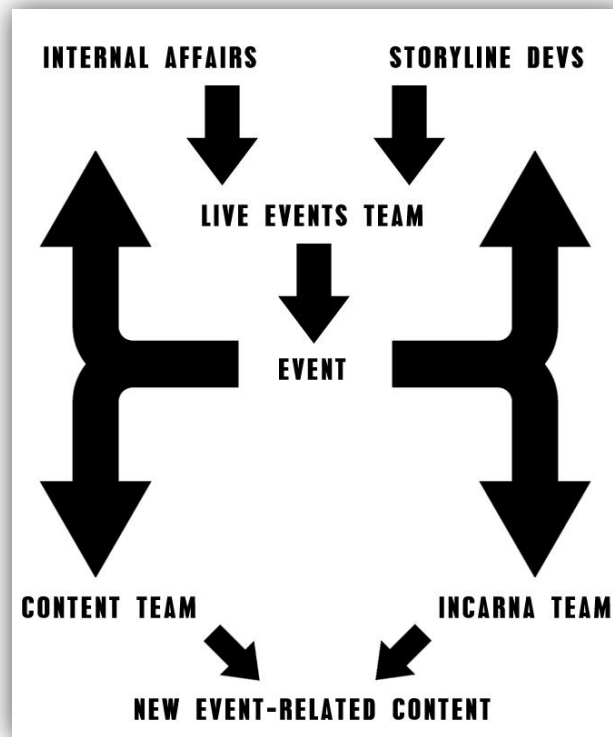 INTERNAL AFFAIRS
STORYLINE DEVS
LIVE EVENTS TEAM
EVENT
CONTENT TEAM
INCARNA TEAM
NEW EVENT-RELATED CONTENT